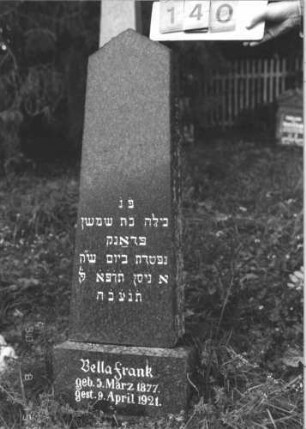 140
פ נ
בילה בת שמשון
פראנק
נפטרת ביום ש״ק
א ניסן תרפא ל
תנצבה
Bella Frank
geb. 5. März 1877.
gest. 9. April 1921.